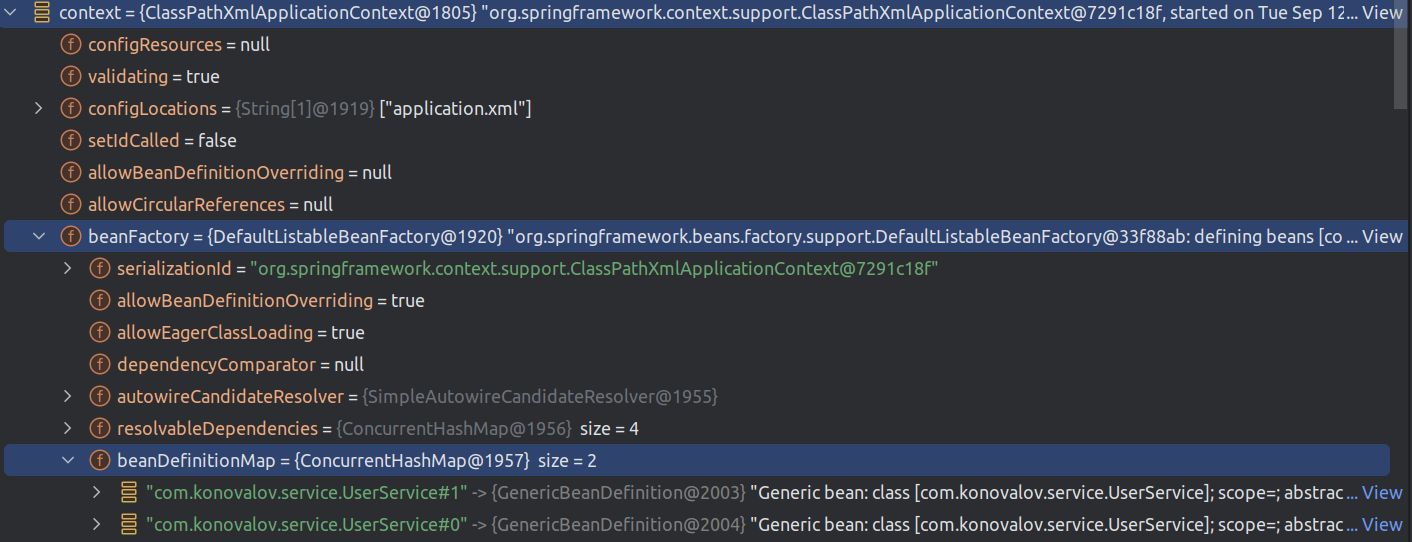 context = {ClassPathXmlApplicationContext@1805} "org.springframework.context.support.ClassPathXmlApplicationContext@7291c18f, started on Tue Sep 12... View
f configResources = null
f validating = true
f configLocations = {String[1]@1919} ["application.xml"]
f setIdCalled = false
f allowBeanDefinitionOverriding = null
f allowCircularReferences = null
f beanFactory = {DefaultListableBeanFactory@1920} "org.springframework.beans.factory.support.DefaultListableBeanFactory@33f88ab: defining beans [co ... View
f serializationId = "org.springframework.context.support.ClassPathXmlApplicationContext@7291c18f"
f allowBeanDefinitionOverriding = true
f allowEagerClassLoading = true
f dependencyComparator = null
f autowireCandidateResolver = {SimpleAutowireCandidateResolver@1955}
f resolvableDependencies = {ConcurrentHashMap@1956} size = 4
f beanDefinitionMap = {ConcurrentHashMap@1957} size = 2
"com.konovalov.service.UserService#1" -> {GenericBeanDefinition@2003} "Generic bean: class [com.konovalov.service.UserService]; scope=; abstrac ... View
"com.konovalov.service.UserService#0" -> {GenericBeanDefinition@2004} "Generic bean: class [com.konovalov.service.UserService]; scope=; abstrac ... View